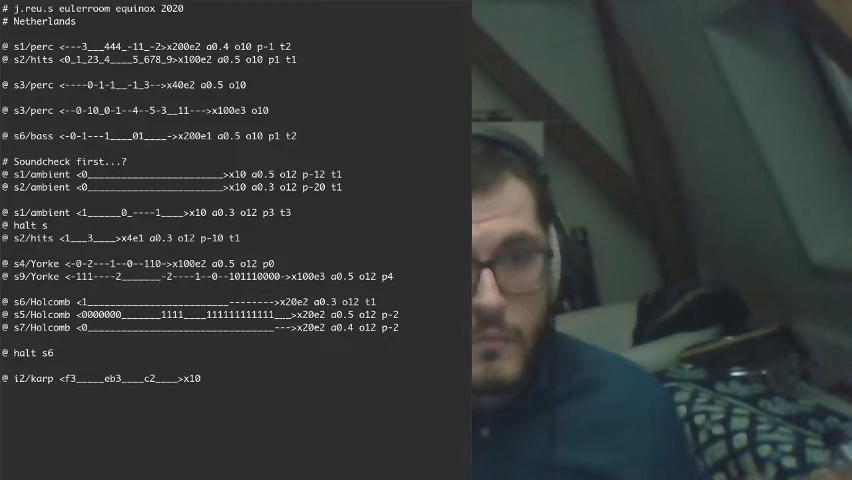 # j.reu.s eulerroom equinox 2020
# Netherlands
@ s1/perc <---3___444_-11_-2>x200e2 a0.4 o10 p-1 t2
@ s2/hits <0_1_23_4____5_678_9>x100e2 a0.5 o10 p1 t1
@ s3/perc <----0-1-1__-1_3-->x40e2 a0.5 o10
@ s3/perc <--0-10_0-1--4--5-3__11--->x100e3 o10
@ s6/bass <-0-1---1____01____->x200e1 a0.5 o10 p1 t2
# Soundcheck first...?
@ s1/ambient <0_______________________>x10 a0.5 o12 p-12 t1
@ s2/ambient <0_______________________>x10 a0.3 o12 p-20 t1
@ s1/ambient <1______0_----1____>x10 a0.3 o12 p3 t3
@ halt s
@ s2/hits <1___3____>x4e1 a0.3 o12 p-10 t1
@ s4/Yorke <-0-2---1--0--110->x100e2 a0.5 o12 p0
@ s9/Yorke <-111----2_______-2----1--0--101110000->x100e3 a0.5 o12 p4
@ s6/Holcomb <1________________________-------->x20e2 a0.3 o12 t1
@ s5/Holcomb <0000000_______1111____111111111111___>x20e2 a0.5 o12 p-2
@ s7/Holcomb <0________________________________--->x20e2 a0.4 o12 p-2
@ halt s6
@ i2/karp <f3_____eb3____c2____>x10